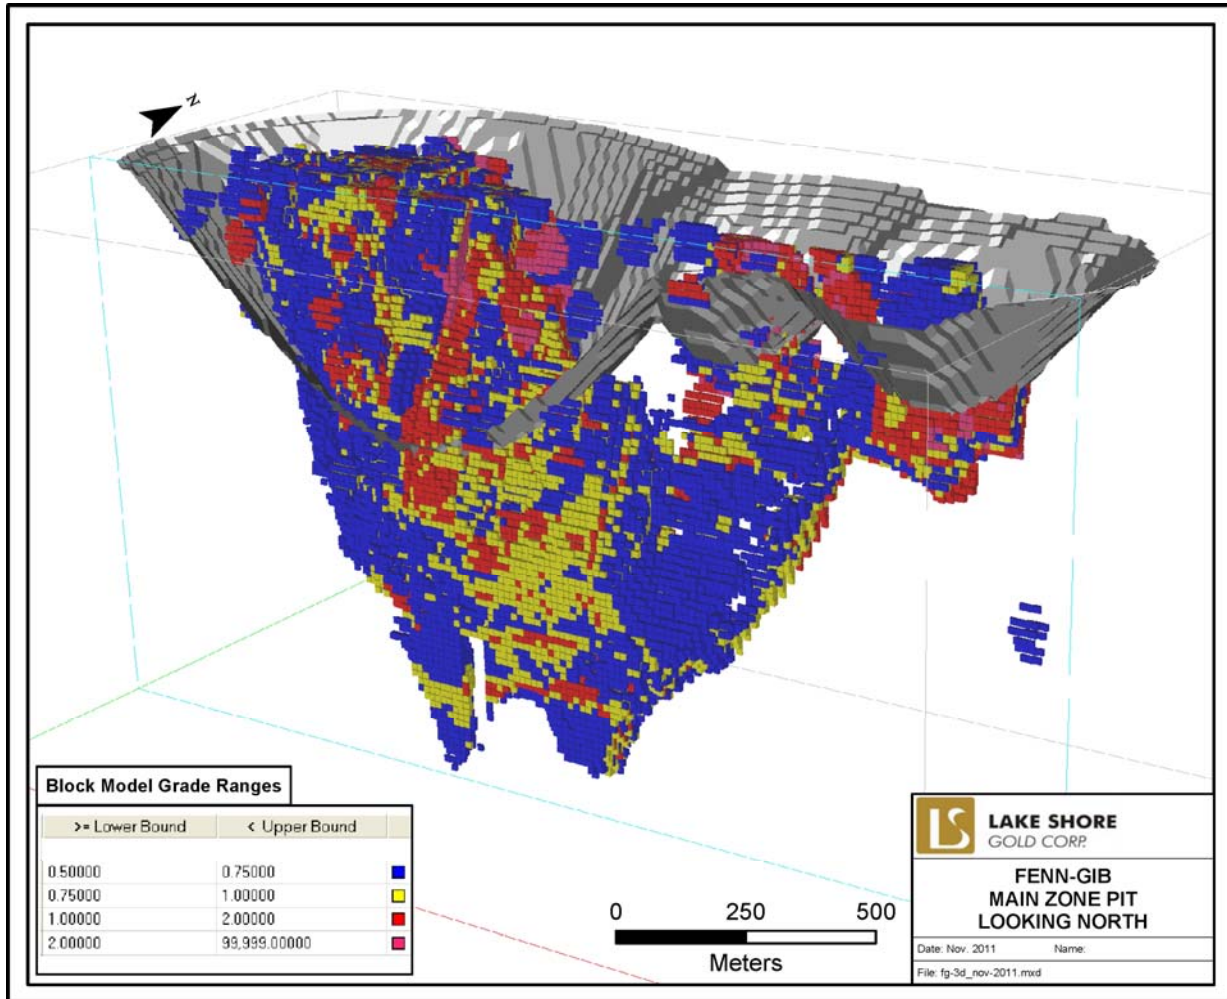 N
Block Model Grade Ranges
>= Lower Bound < Upper Bound
0.50000 0.75000
0.75000 1.00000
1.00000 2.00000
2.00000 99,999.00000
0 250 500
Meters
LS
LAKE SHORE
GOLD CORP.
FENN-GIB
MAIN ZONE PIT
LOOKING NORTH
Date: Nov. 2011 Name:
File: fg-3d_nov-2011.mxd